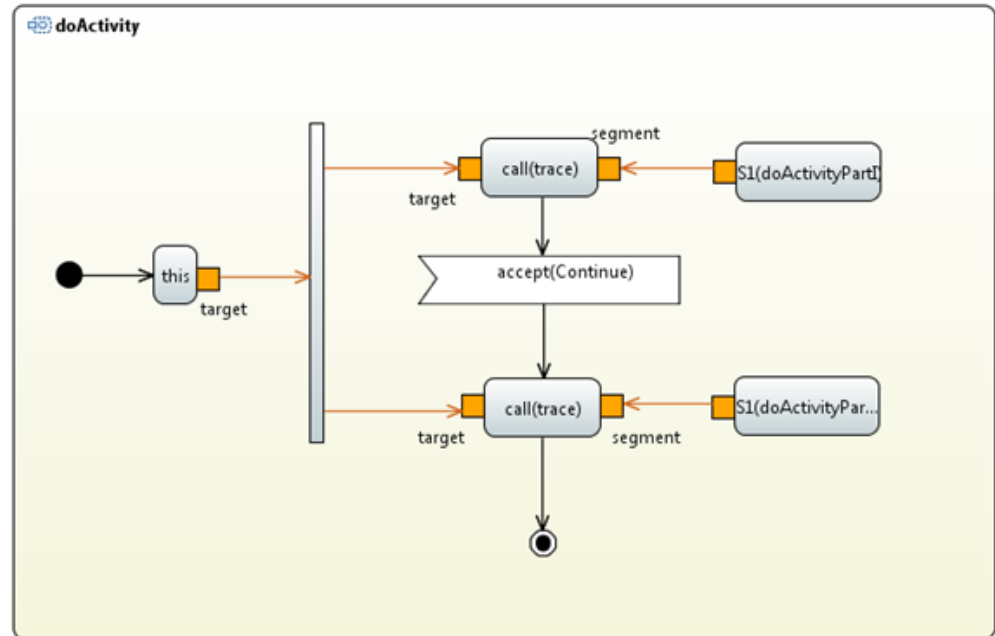 doActivity
segment
call(trace)
S1(doActivityPartI)
target
this
target
accept(Continue)
call(trace)
S1(doActivityPar...
target
segment